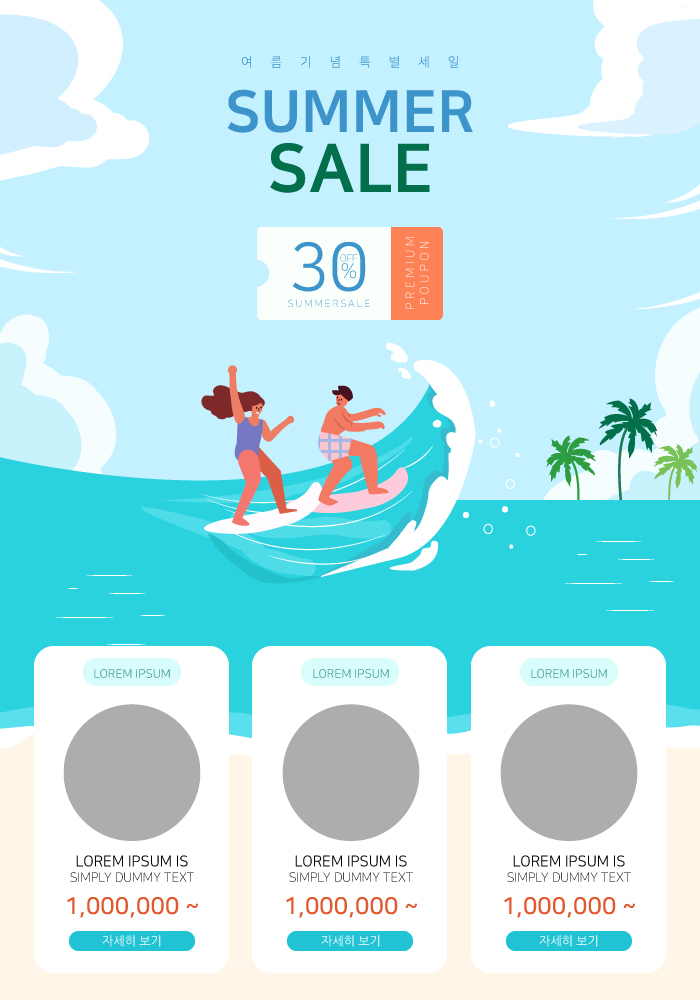 여름기념특별세일
SUMMER
SALE
30
OFF
%
SUMMERSALE
PREMIUM
POUPON
LOREM IPSUM
LOREM IPSUM IS
SIMPLY DUMMY TEXT
1,000,000 ~
자세히 보기
LOREM IPSUM
LOREM IPSUM IS
SIMPLY DUMMY TEXT
1,000,000 ~
자세히 보기
LOREM IPSUM
LOREM IPSUM IS
SIMPLY DUMMY TEXT
1,000,000 ~
자세히 보기